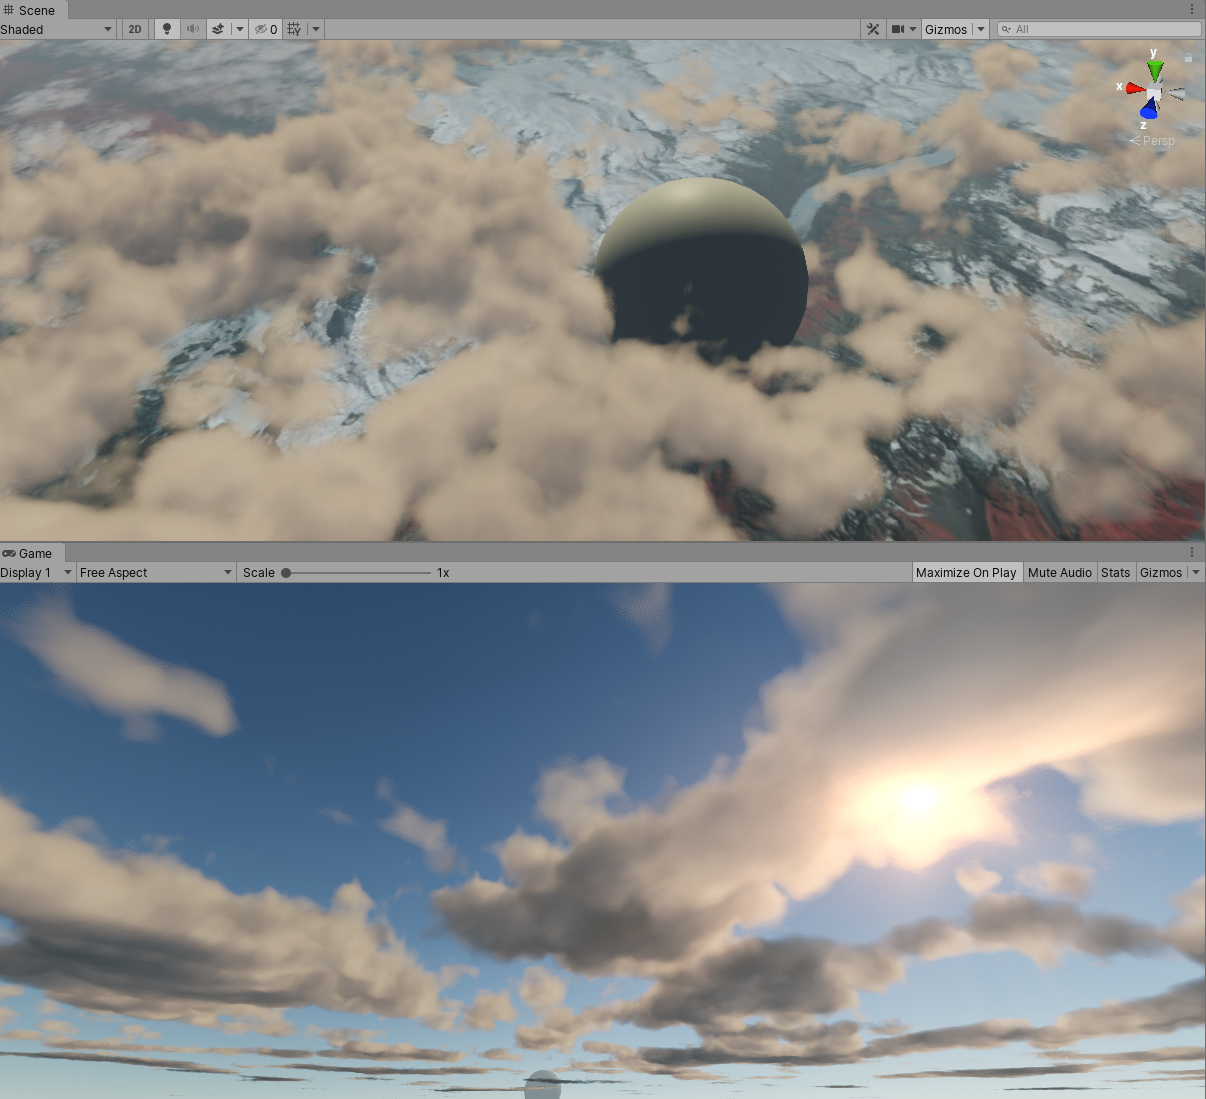 Scene
Shaded 2D 0 Gizmos All
y
x
z
Persp
Game
Display 1 Free Aspect Scale 1x Maximize On Play Mute Audio Stats Gizmos